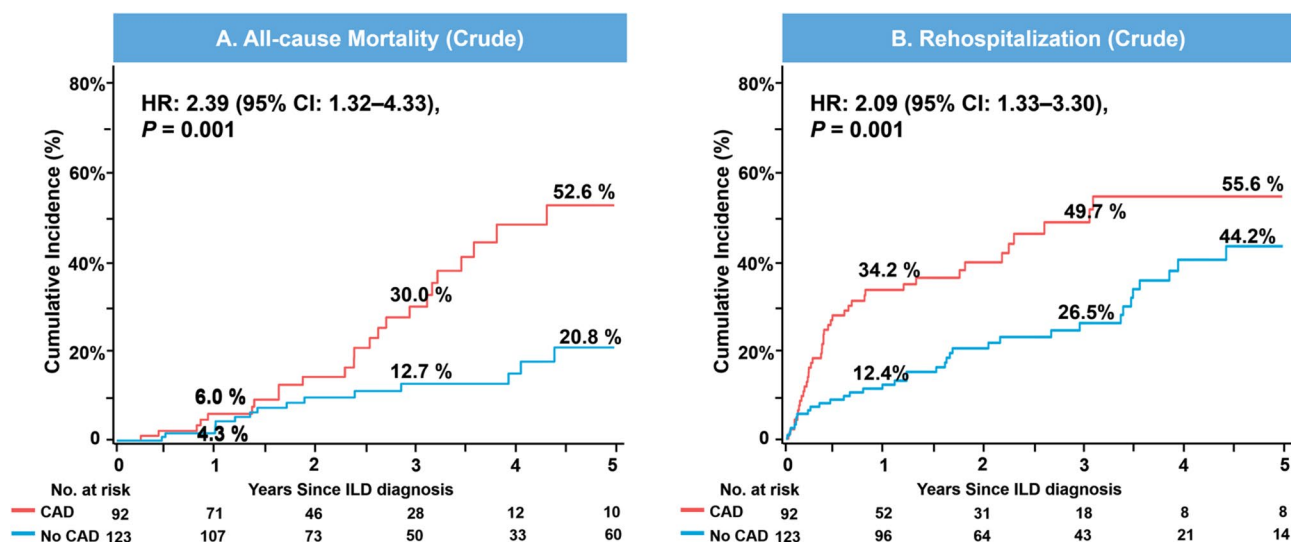 A. All-cause Mortality (Crude)
80%
60%
40%
20%
0
Cumulative Incidence (%)
HR: 2.39 (95% CI: 1.32–4.33),
P = 0.001
52.6 %
30.0 %
20.8 %
12.7 %
6.0 %
4.3 %
0 1 2 3 4 5
No. at risk Years Since ILD diagnosis
CAD 92 71 46 28 12 10
No CAD 123 107 73 50 33 60
B. Rehospitalization (Crude)
80%
60%
40%
20%
0
Cumulative Incidence (%)
HR: 2.09 (95% CI: 1.33–3.30),
P = 0.001
55.6 %
49.7 %
44.2%
34.2 %
26.5%
12.4%
0 1 2 3 4 5
No. at risk Years Since ILD diagnosis
CAD 92 52 31 18 8 8
No CAD 123 96 64 43 21 14